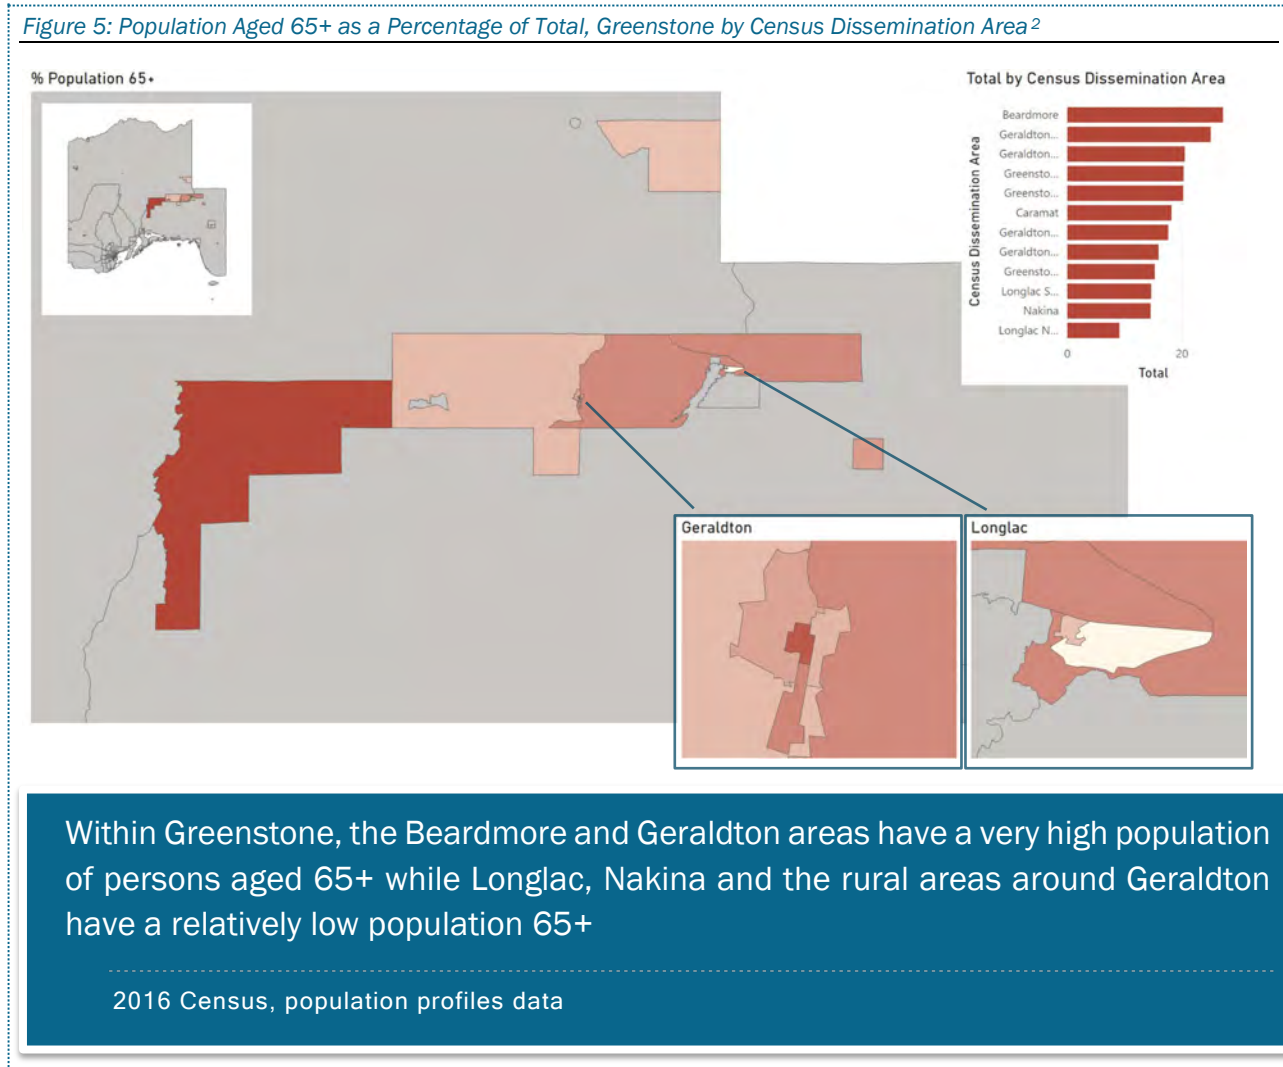 Figure 5: Population Aged 65+ as a Percentage of Total, Greenstone by Census Dissemination Area2
% Population 65+
Total by Census Dissemination Area
Census Dissemination Area
Beardmore
Geraldton...
Geraldton...
Greensto...
Greensto...
Caramat
Geraldton...
Geraldton...
Greensto...
Longlac S...
Nakina
Longlac N...
0
20
Total
Geraldton
Longlac
Within Greenstone, the Beardmore and Geraldton areas have a very high population
of persons aged 65+ while Longlac, Nakina and the rural areas around Geraldton
have a relatively low population 65+
2016 Census, population profiles data